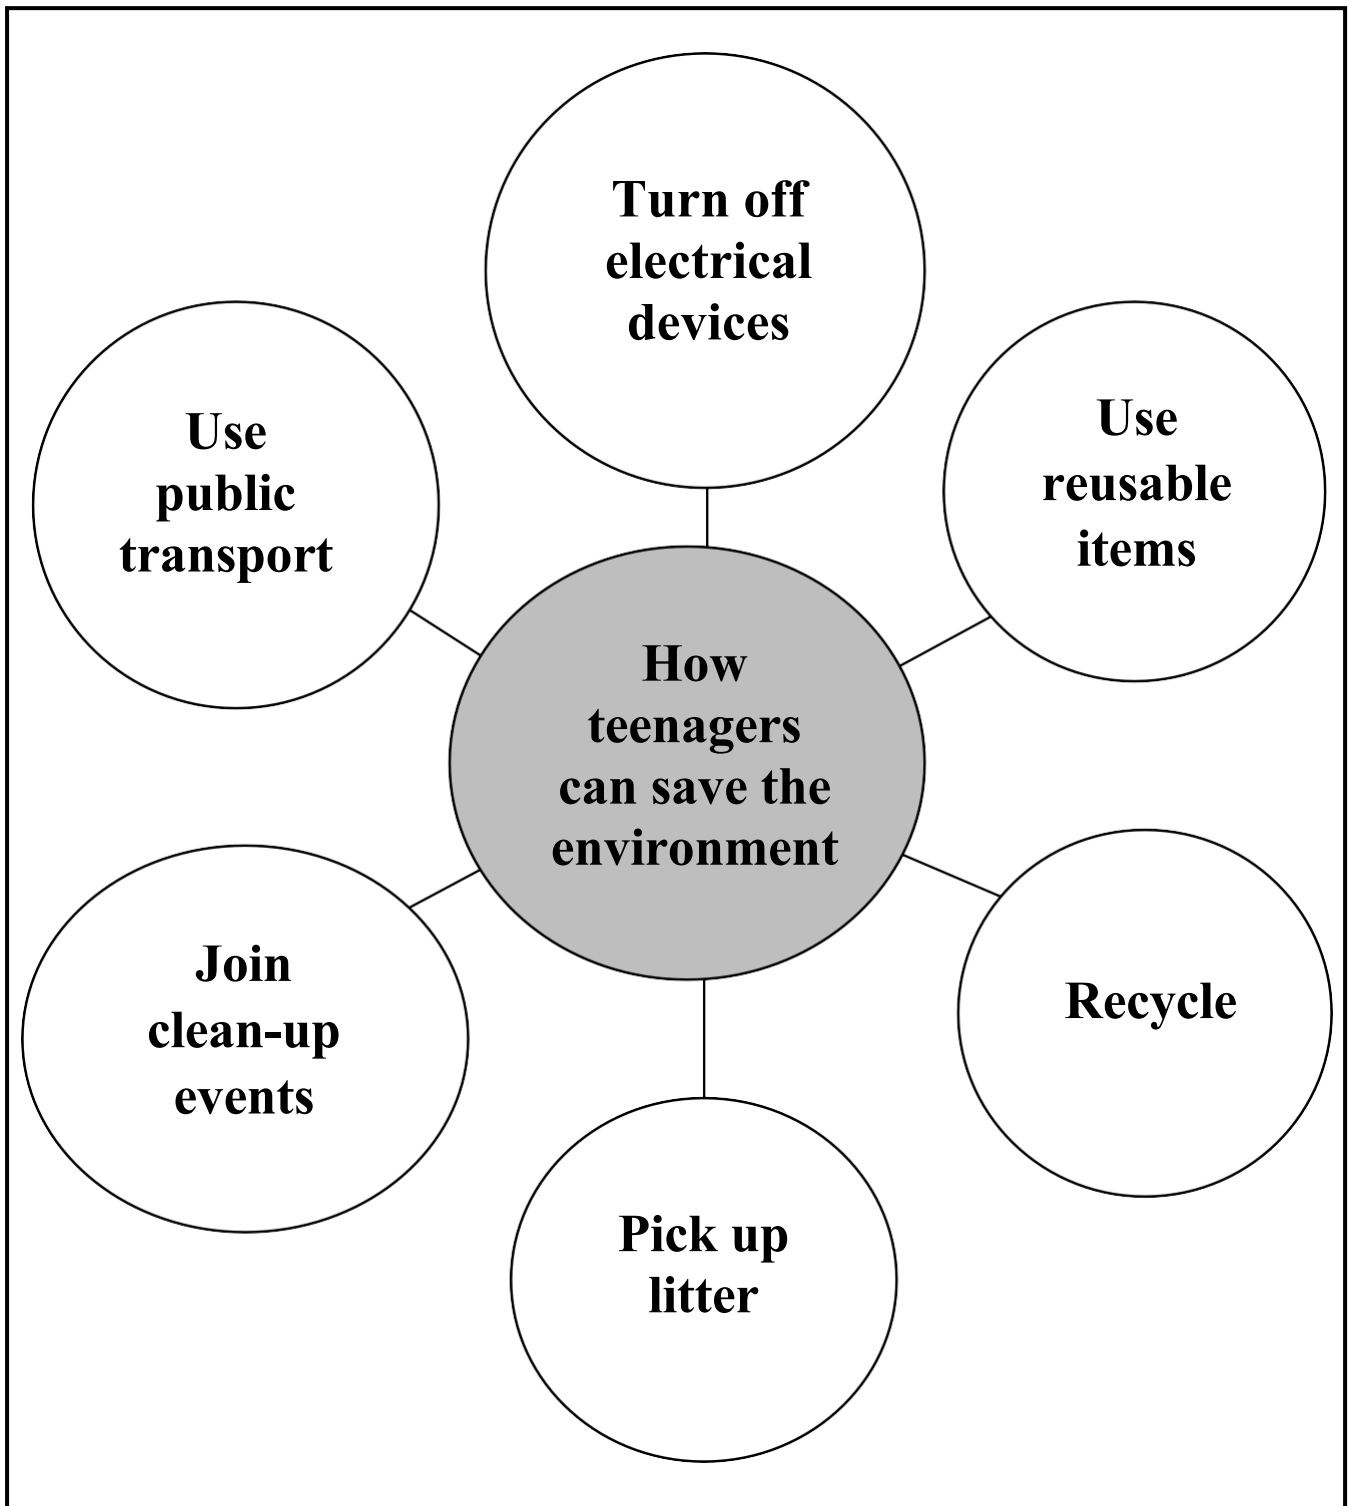 Turn off
electrical
devices
Use
public
transport
Use
reusable
items
How
teenagers
can save the
environment
Join
clean-up
events
Recycle
Pick up
litter